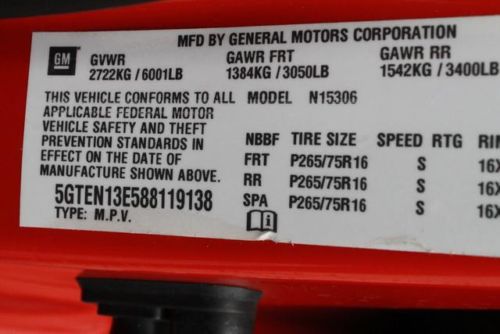 MFD BY GENERAL MOTORS CORPORATION
GM GVWR GAWR FRT GAWR RR
2722KG / 6001LB 1384KG / 3050LB 1542KG / 3400LB
THIS VEHICLE CONFORMS TO ALL MODEL N15306
APPLICABLE FEDERAL MOTOR
VEHICLE SAFETY AND THEFT NBBF TIRE SIZE SPEED RTG RIM
PREVENTION STANDARDS IN
EFFECT ON THE DATE OF FRT P265/75R16 S 16X
MANUFACTURE SHOWN ABOVE. RR P265/75R16 S 16X
5GTEN13E588119138 SPA P265/75R16 S 16X
TYPE: M.P.V.